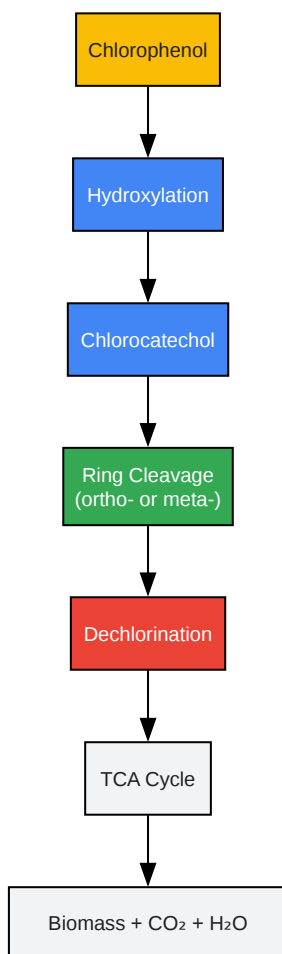 Chlorophenol
Hydroxylation
Chlorocatechol
Ring Cleavage
(ortho- or meta-)
Dechlorination
TCA Cycle
Biomass + CO₂ + H₂O